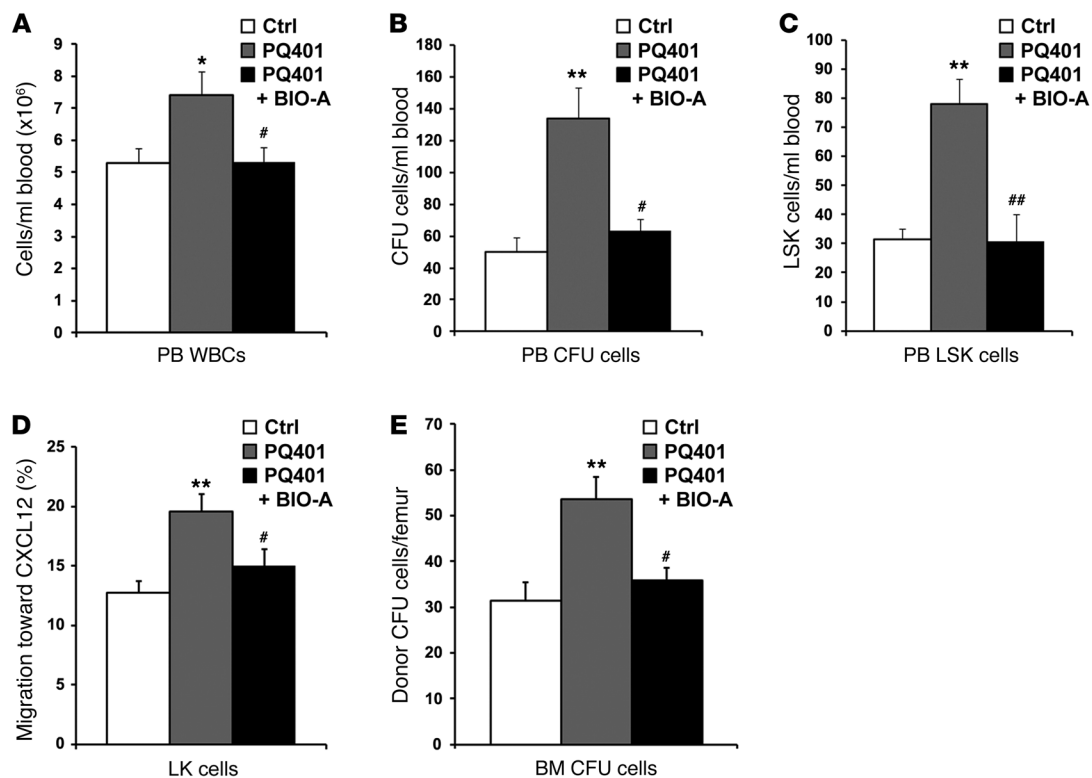 A
Ctrl
PQ401
PQ401
+ BIO-A
Cells/ml blood (x10⁶)
9
8
7
6
5
4
3
2
1
0
*
#
PB WBCs
B
Ctrl
PQ401
PQ401
+ BIO-A
CFU cells/ml blood
180
160
140
120
100
80
60
40
20
0
**
#
PB CFU cells
C
Ctrl
PQ401
PQ401
+ BIO-A
LSK cells/ml blood
100
90
80
70
60
50
40
30
20
10
0
**
##
PB LSK cells
D
Ctrl
PQ401
PQ401
+ BIO-A
Migration toward CXCL12 (%)
25
20
15
10
5
0
**
#
LK cells
E
Ctrl
PQ401
PQ401
+ BIO-A
Donor CFU cells/femur
70
60
50
40
30
20
10
0
**
#
BM CFU cells